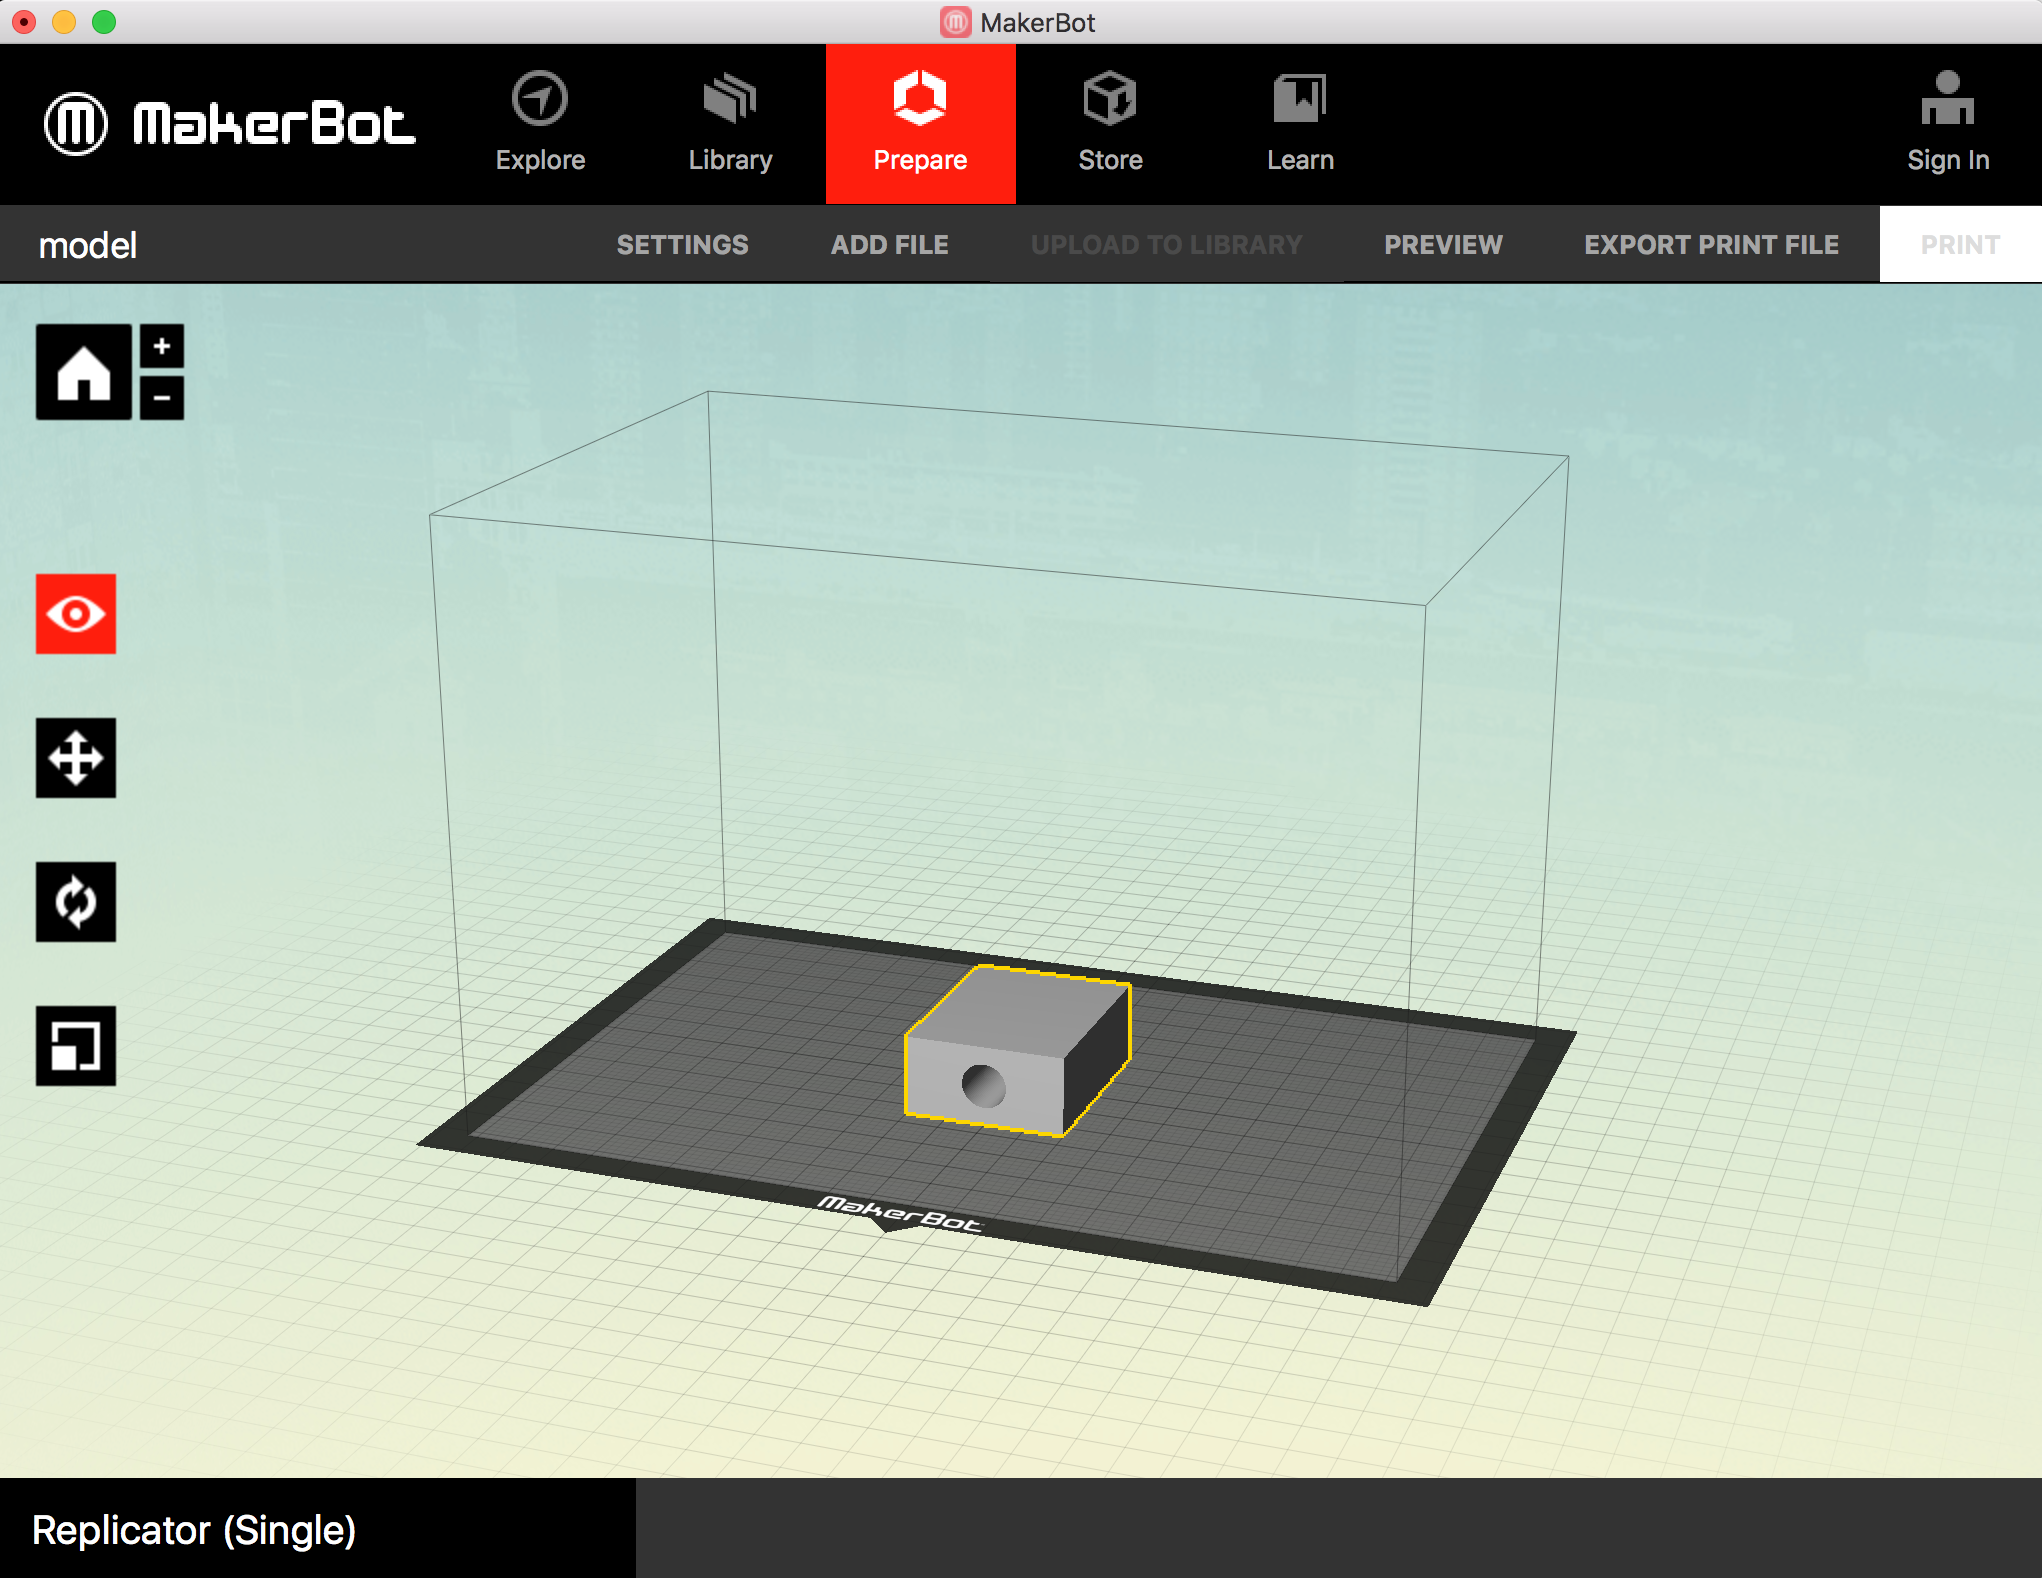 MakerBot
MakerBot
Explore
Library
Prepare
Store
Learn
Sign In
model
SETTINGS
ADD FILE
UPLOAD TO LIBRARY
PREVIEW
EXPORT PRINT FILE
PRINT
MakerBot
Replicator (Single)